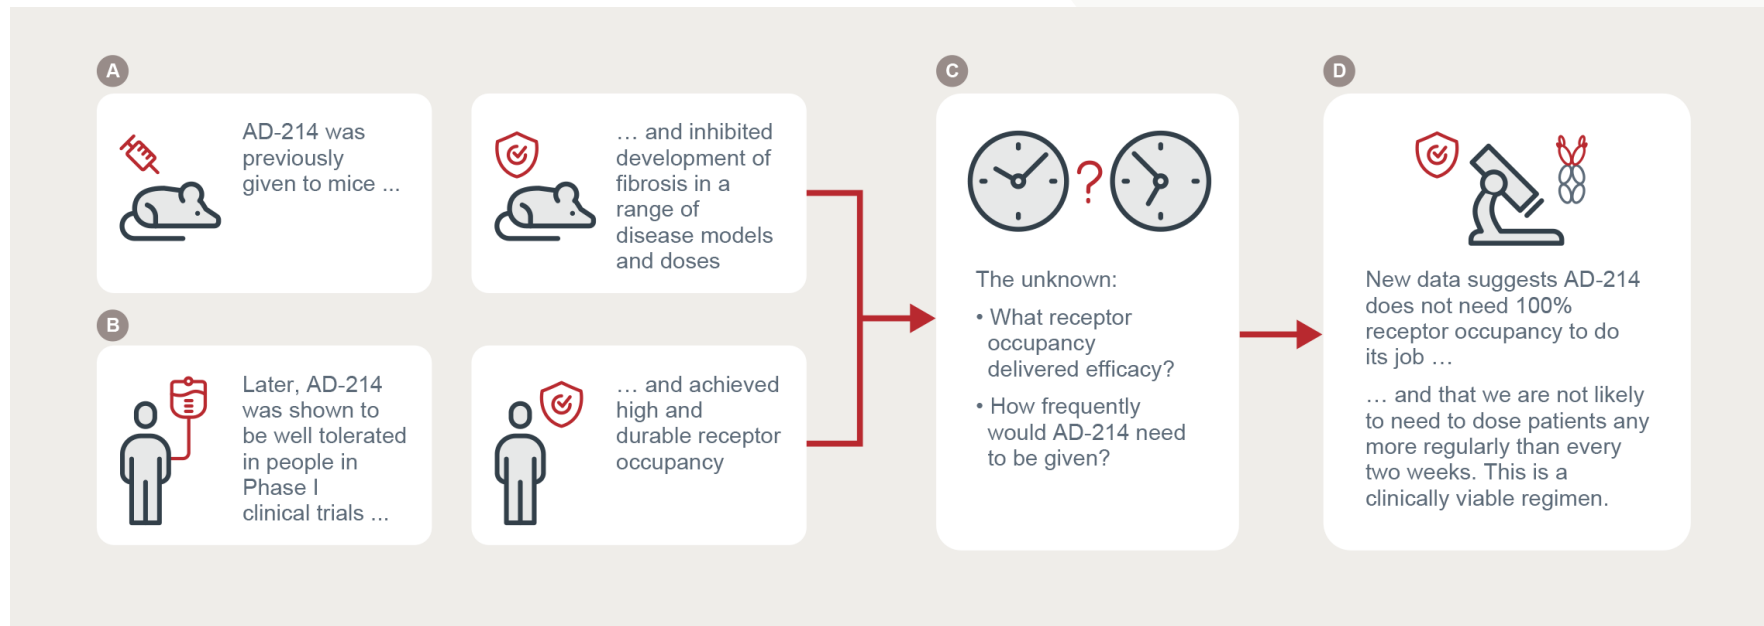 A
AD-214 was
previously
given to mice ...
... and inhibited
development of
fibrosis in a
range of
disease models
and doses
B
Later, AD-214
was shown to
be well tolerated
in people in
Phase I
clinical trials ...
... and achieved
high and
durable receptor
occupancy
C
?
The unknown:
• What receptor
occupancy
delivered efficacy?
• How frequently
would AD-214 need
to be given?
D
New data suggests AD-214
does not need 100%
receptor occupancy to do
its job ...
... and that we are not likely
to need to dose patients any
more regularly than every
two weeks. This is a
clinically viable regimen.